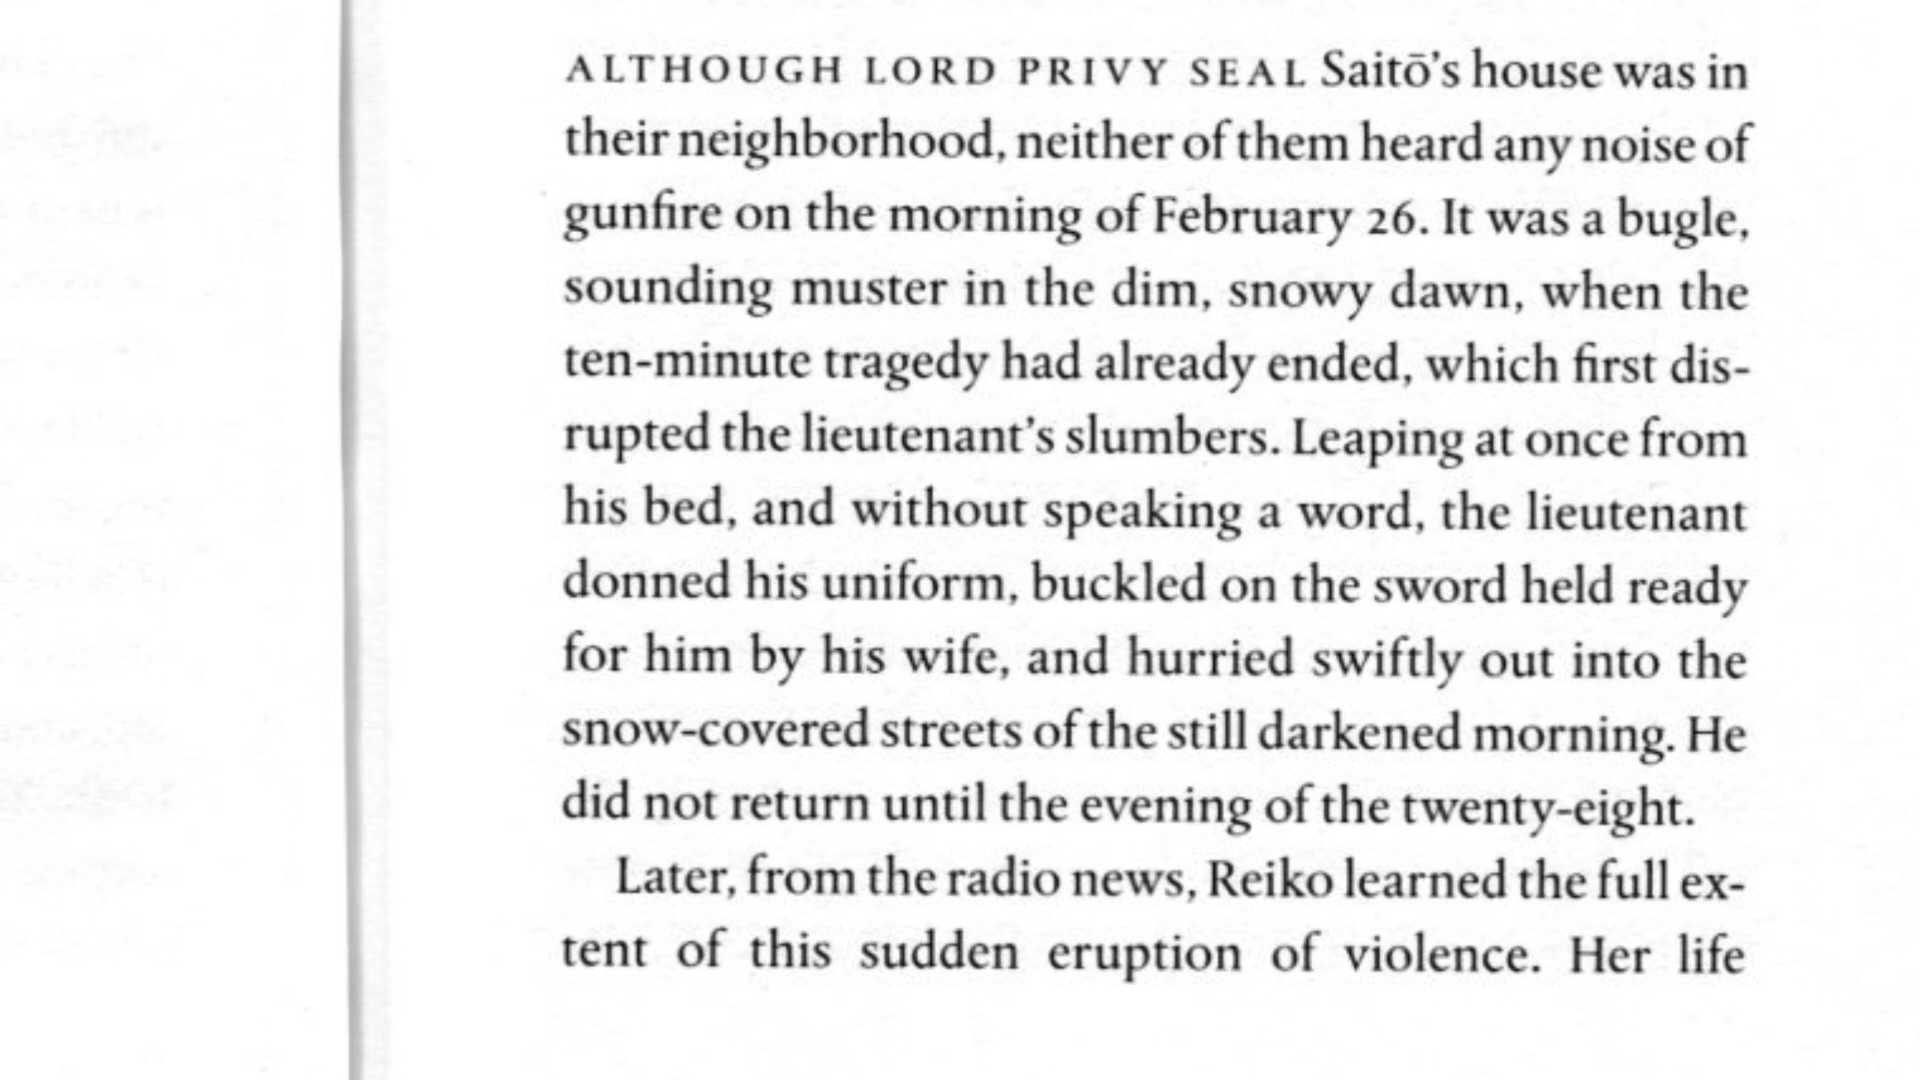 ALTHOUGH LORD PRIVY SEAL Saitō's house was in
their neighborhood, neither of them heard any noise of
gunfire on the morning of February 26. It was a bugle,
sounding muster in the dim, snowy dawn, when the
ten-minute tragedy had already ended, which first dis-
rupted the lieutenant's slumbers. Leaping at once from
his bed, and without speaking a word, the lieutenant
donned his uniform, buckled on the sword held ready
for him by his wife, and hurried swiftly out into the
snow-covered streets of the still darkened morning. He
did not return until the evening of the twenty-eight.
Later, from the radio news, Reiko learned the full ex-
tent of this sudden eruption of violence. Her life